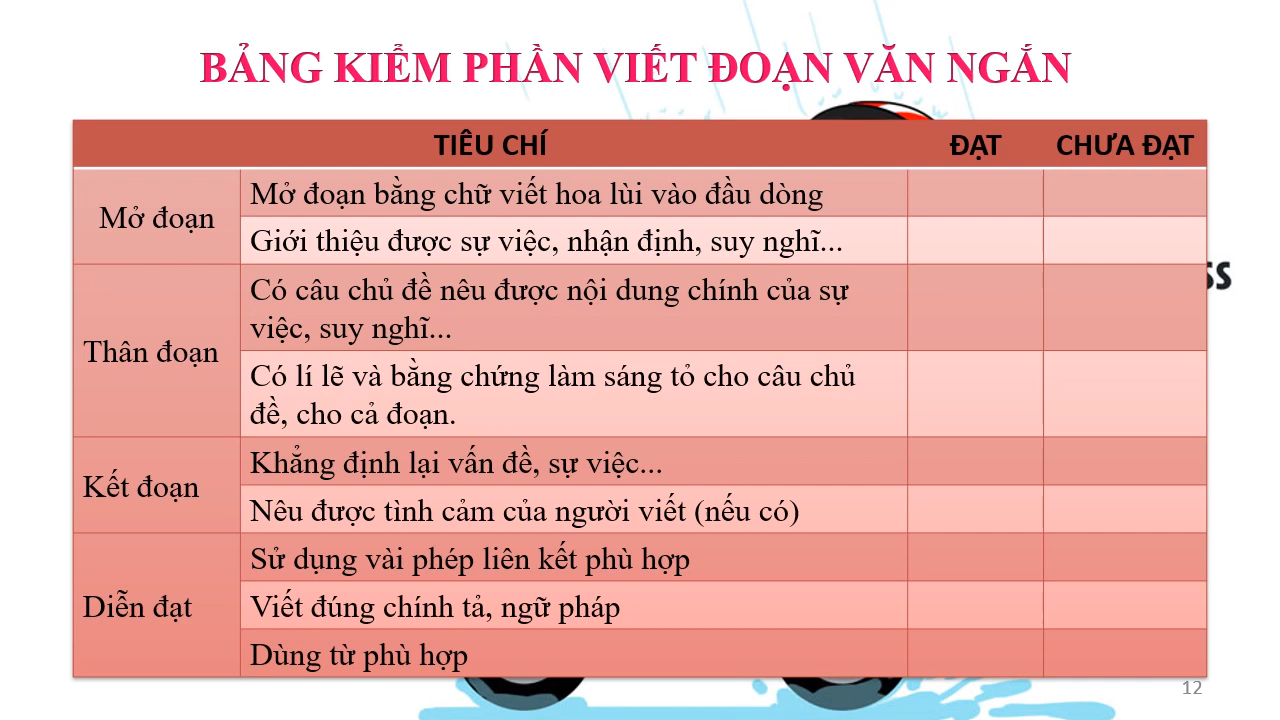 BẢNG KIỂM PHẦN VIẾT ĐOẠN VĂN NGẮN
TIÊU CHÍ ĐẠT CHƯA ĐẠT
Mở đoạn
Mở đoạn bằng chữ viết hoa lùi vào đầu dòng
Giới thiệu được sự việc, nhận định, suy nghĩ...
Thân đoạn
Có câu chủ đề nêu được nội dung chính của sự
việc, suy nghĩ...
Có lí lẽ và bằng chứng làm sáng tỏ cho câu chủ
đề, cho cả đoạn.
Kết đoạn
Khẳng định lại vấn đề, sự việc...
Nêu được tình cảm của người viết (nếu có)
Diễn đạt
Sử dụng vài phép liên kết phù hợp
Viết đúng chính tả, ngữ pháp
Dùng từ phù hợp
12